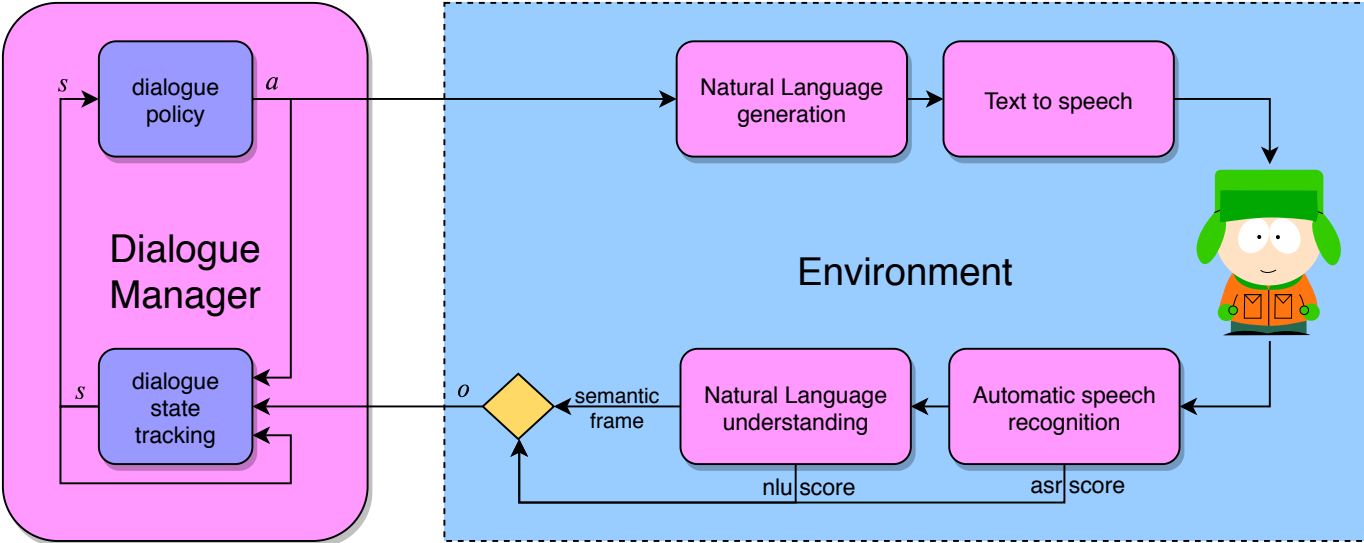 s
dialogue
policy
a
Natural Language
generation
Text to speech
Dialogue
Manager
Environment
s
dialogue
state
tracking
o
semantic
frame
Natural Language
understanding
Automatic speech
recognition
nlu score
asr score